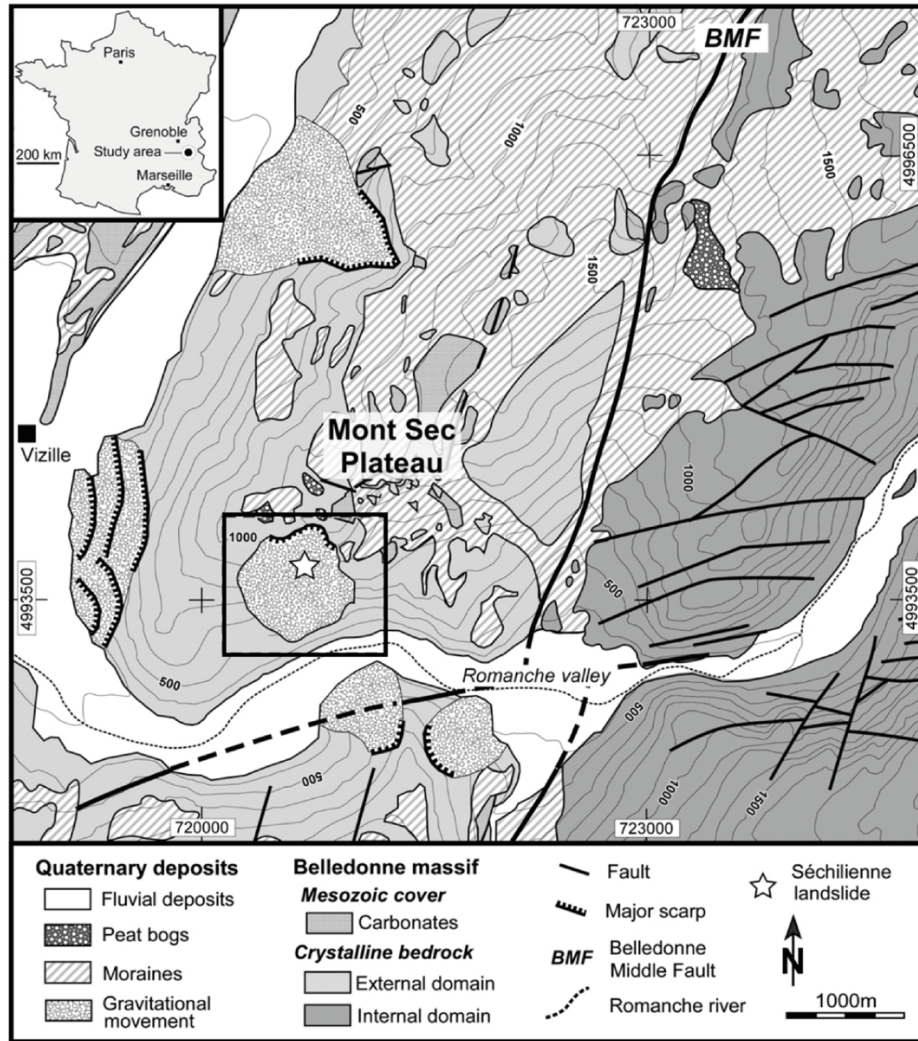 Paris
Grenoble
200 km
Study area
Marseille
723000
BMF
500
1000
1500
4996500
1500
Vizille
Mont Sec
Plateau
1000
1000
4993500
500
4993500
500
Romanche valley
500
500
1000
1500
720000
723000
Quaternary deposits
Fluvial deposits
Peat bogs
Moraines
Gravitational
movement
Belledonne massif
Mesozoic cover
Carbonates
Crystalline bedrock
External domain
Internal domain
Fault
Major scarp
BMF
Belledonne
Middle Fault
Romanche river
Séchilienne
landslide
N
1000m